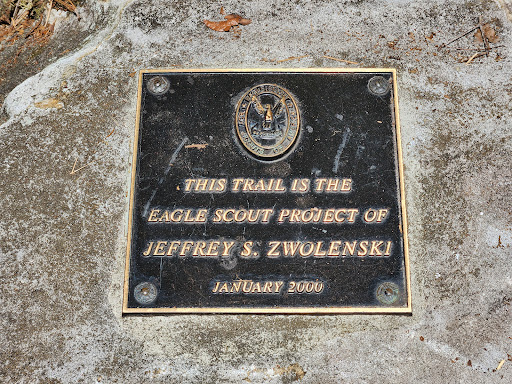 THIS TRAIL IS THE
EAGLE SCOUT PROJECT OF
JEFFREY S. ZWOLENSKI
JANUARY 2000